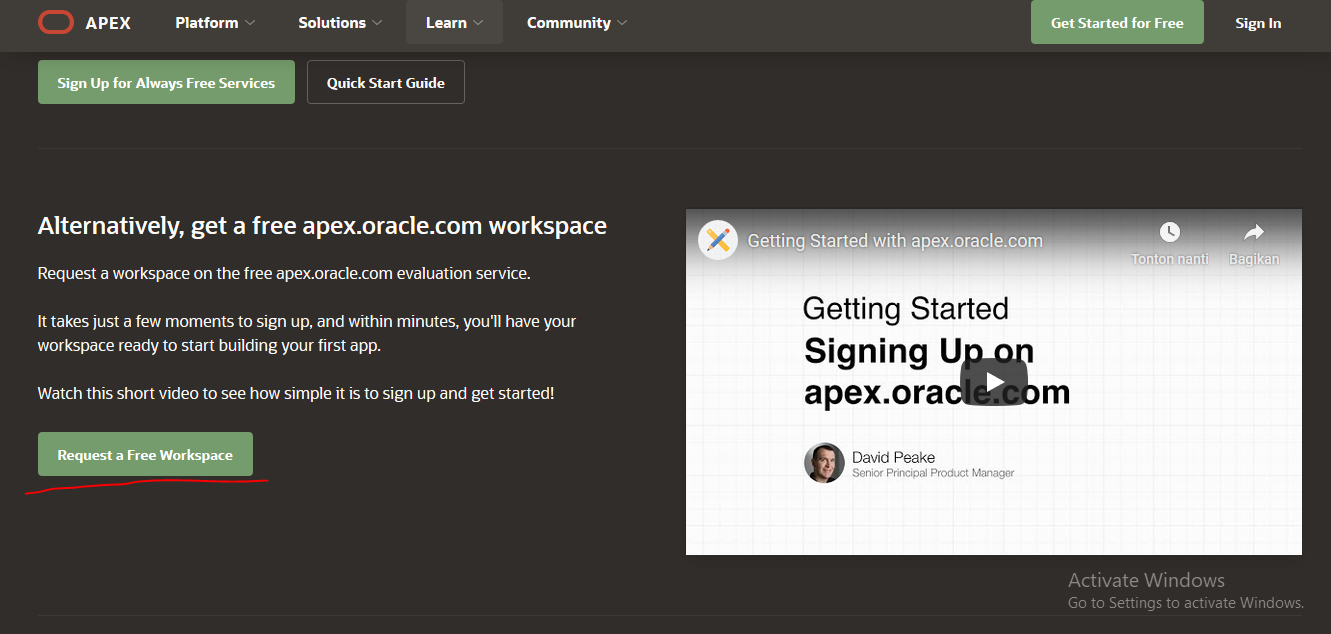 APEX Platform Solutions Learn Community Get Started for Free Sign In
Sign Up for Always Free Services Quick Start Guide
Alternatively, get a free apex.oracle.com workspace
Request a workspace on the free apex.oracle.com evaluation service.
It takes just a few moments to sign up, and within minutes, you'll have your
workspace ready to start building your first app.
Watch this short video to see how simple it is to sign up and get started!
Request a Free Workspace
Getting Started with apex.oracle.com
Tonton nanti Bagikan
Getting Started
Signing Up on
apex.oracle.com
David Peake
Senior Principal Product Manager
Activate Windows
Go to Settings to activate Windows.